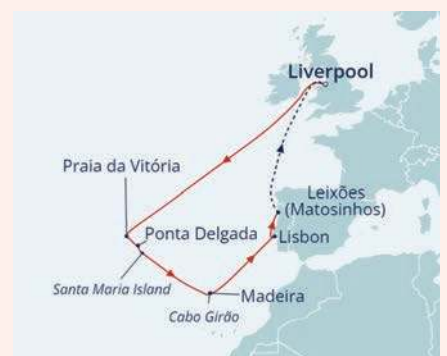 Liverpool
Praia da Vitória
Leixões
(Matosinhos)
Ponta Delgada
Lisbon
Santa Maria Island
Madeira
Cabo Girão